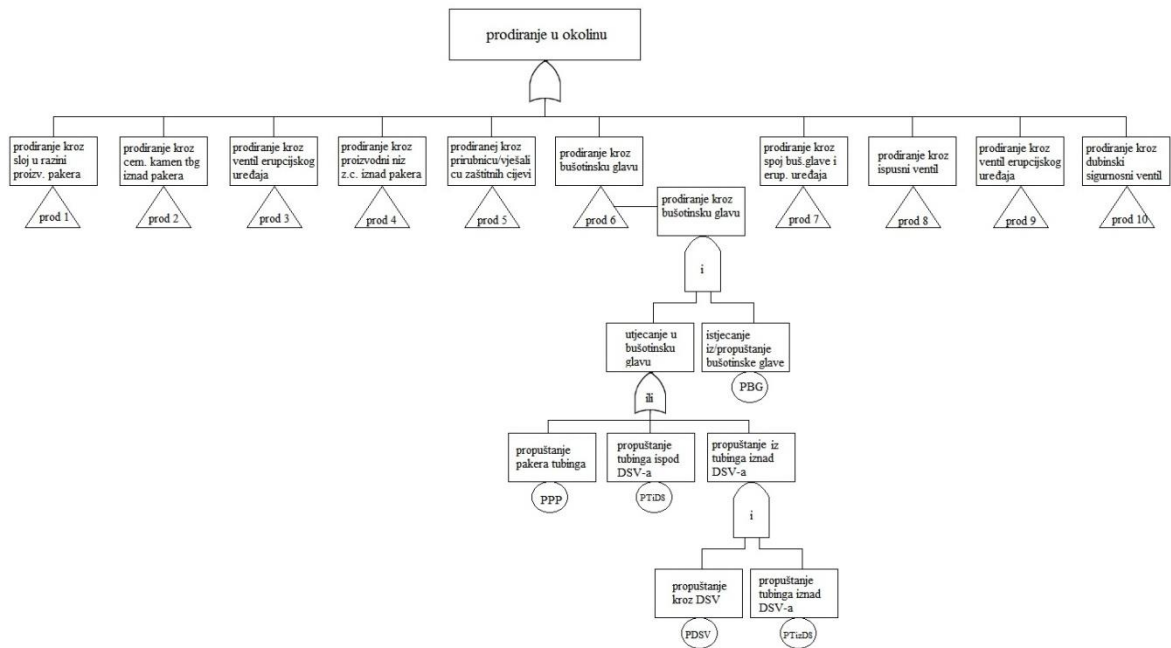 prodiranje u okolinu
prodiranje kroz
sloj u razini
proizv. pakera
prod 1
prodiranje kroz
cem. kamen tbg
iznad pakera
prod 2
prodiranje kroz
ventil erupcijskog
uređaja
prod 3
prodiranje kroz
proizvodni niz
z.c. iznad pakera
prod 4
prodiranej kroz
prirubnicu/vješali
cu zaštitnih cijevi
prod 5
prodiranje kroz
bušotinsku glavu
prod 6
prodiranje kroz
spoj buš.glave i
erup. uređaja
prod 7
prodiranje kroz
ispusni ventil
prod 8
prodiranje kroz
ventil erupcijskog
uređaja
prod 9
prodiranje kroz
dubinski
sigurnosni ventil
prod 10
prodiranje kroz
bušotinsku glavu
i
utjecanje u
bušotinsku
glavu
istjecanje
iz/propuštanje
bušotinske glave
PBG
ili
propuštanje
pakera tubinga
PPP
propuštanje
tubinga ispod
DSV-a
PTiDS
propuštanje iz
tubinga iznad
DSV-a
i
propuštanje
kroz DSV
PDSV
propuštanje
tubinga iznad
DSV-a
PTizDS